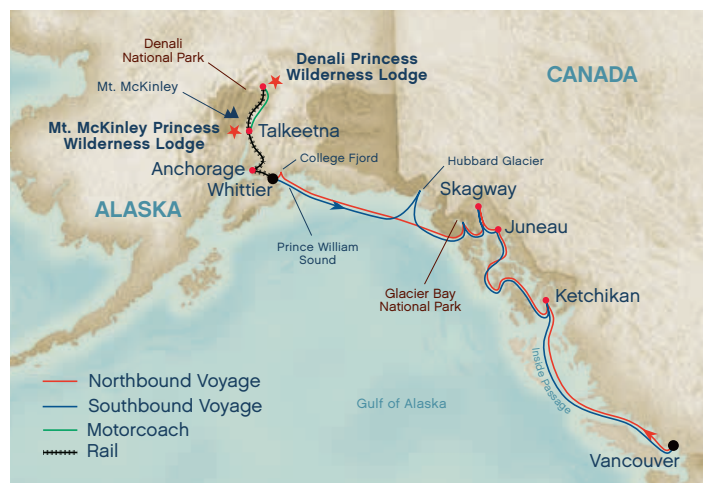 Denali
National Park
Denali Princess
Wilderness Lodge
CANADA
Mt. McKinley
Mt. McKinley Princess
Wilderness Lodge
Talkeetna
College Fjord
Hubbard Glacier
Anchorage
Whittier
Skagway
ALASKA
Juneau
Prince William
Sound
Glacier Bay
National Park
Ketchikan
Inside Passage
Northbound Voyage
Southbound Voyage
Gulf of Alaska
Motorcoach
Rail
Vancouver